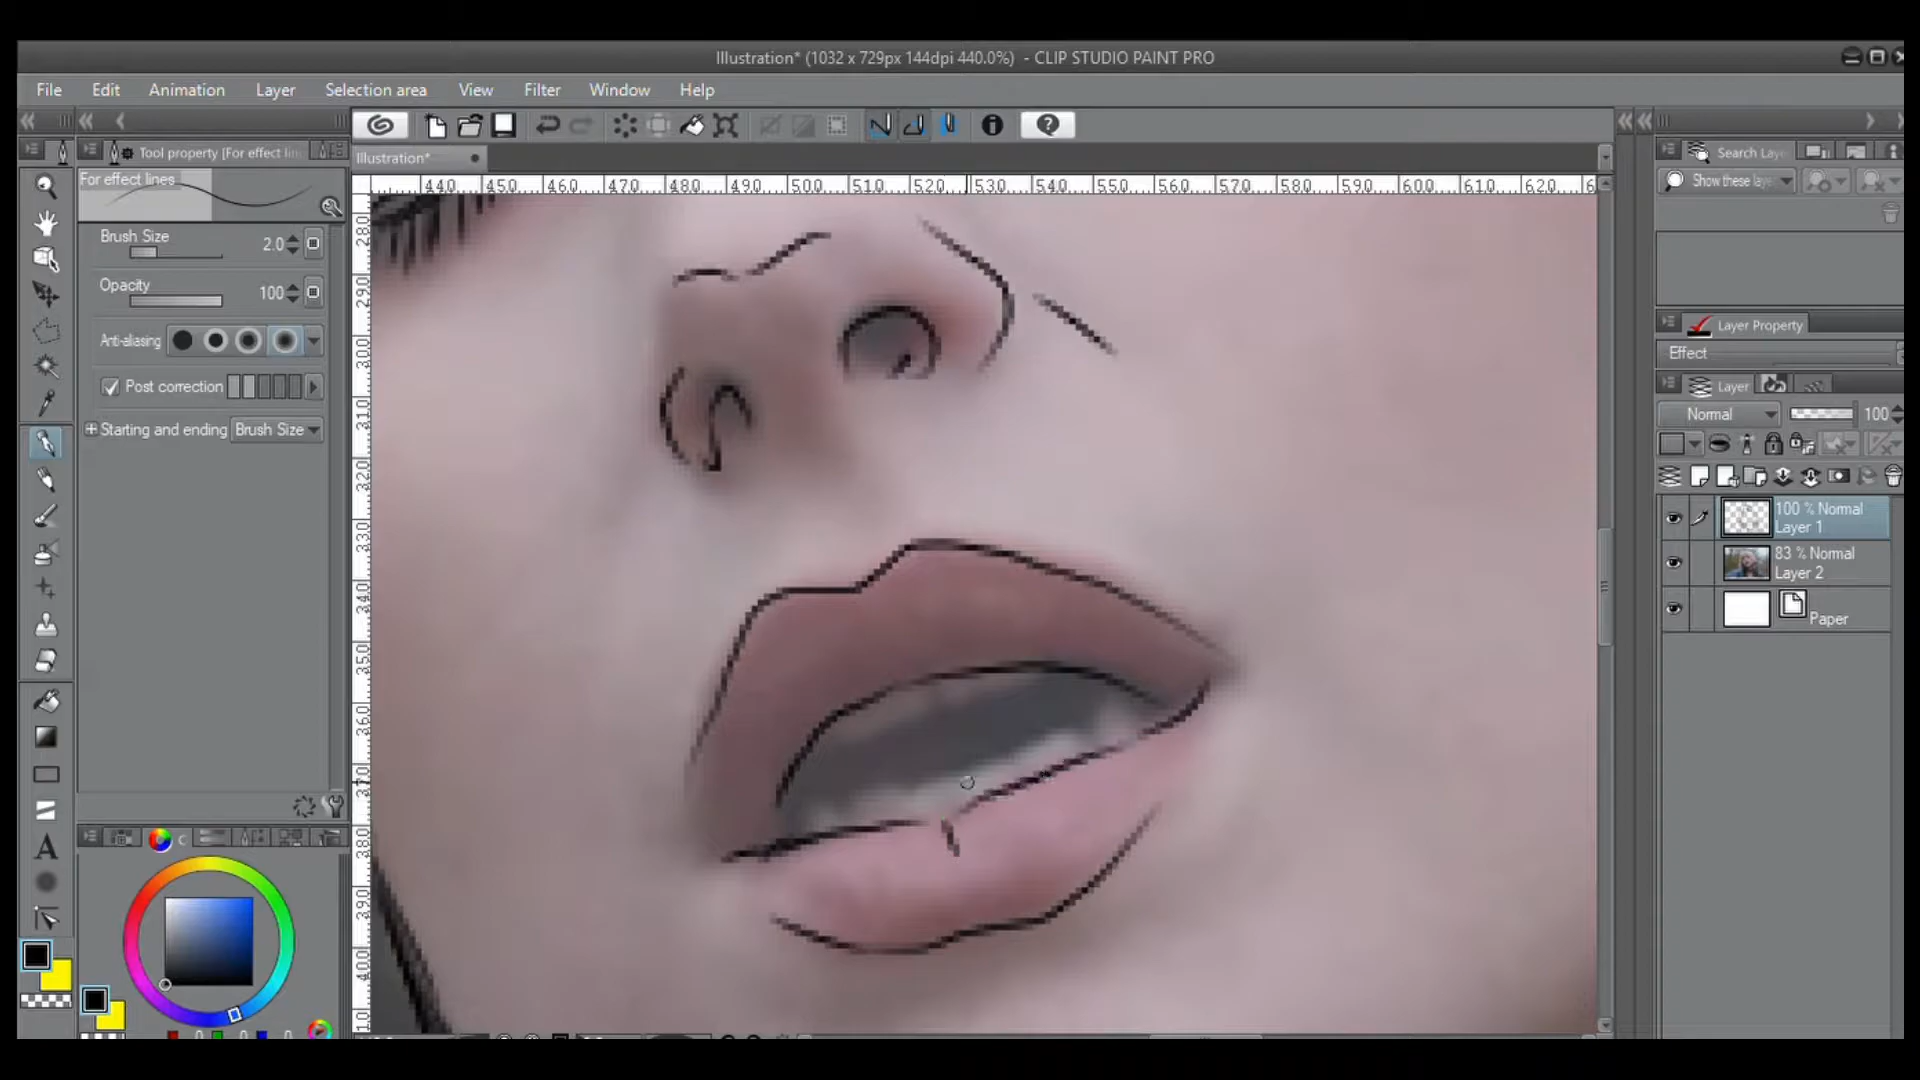 Illustration* (1032 x 729px 144dpi 440.0%) - CLIP STUDIO PAINT PRO
File Edit Animation Layer Selection area View Filter Window Help
Tool property [For effect lin
Illustration*
Search Laye
For effect lines
440 450 460 470 480 490 500 510 520 530 540 550 560 570 580 590 600 610 620 6
Show these lay
Brush Size 2.0
Opacity 100
Anti-aliasing
Post correction
Starting and ending Brush Size
280
290
300
310
320
330
340
350
360
370
380
390
400
Layer Property
Effect
Layer
Normal 100
100 % Normal
Layer 1
83 % Normal
Layer 2
Paper
A
C